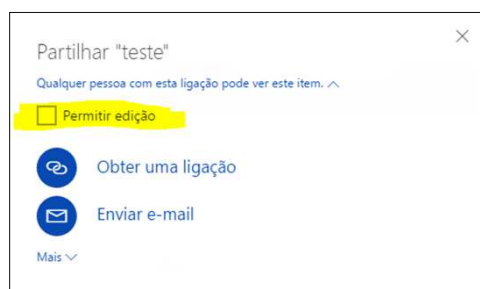 Partilhar "teste"
Qualquer pessoa com esta ligação pode ver este item.
Permitir edição
Obter uma ligação
Enviar e-mail
Mais